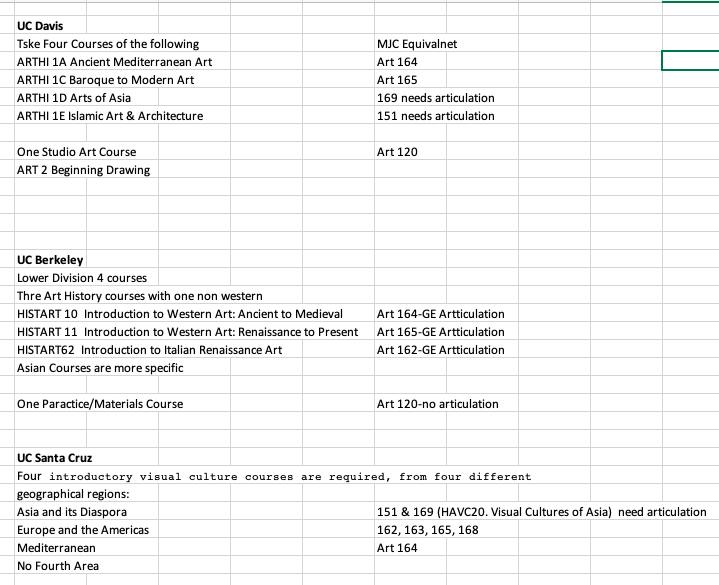 UC Davis
Tske Four Courses of the following MJC Equivalnet
ARTHI 1A Ancient Mediterranean Art Art 164
ARTHI 1C Baroque to Modern Art Art 165
ARTHI 1D Arts of Asia 169 needs articulation
ARTHI 1E Islamic Art & Architecture 151 needs articulation
One Studio Art Course Art 120
ART 2 Beginning Drawing
UC Berkeley
Lower Division 4 courses
Thre Art History courses with one non western
HISTART 10 Introduction to Western Art: Ancient to Medieval Art 164-GE Artticulation
HISTART 11 Introduction to Western Art: Renaissance to Present Art 165-GE Articulation
HISTART62 Introduction to Italian Renaissance Art Art 162-GE Artticulation
Asian Courses are more specific
One Paractice/Materials Course Art 120-no articulation
UC Santa Cruz
Four introductory visual culture courses are required, from four different
geographical regions:
Asia and its Diaspora 151 & 169 (HAVC20. Visual Cultures of Asia) need articulation
Europe and the Americas 162, 163, 165, 168
Mediterranean Art 164
No Fourth Area